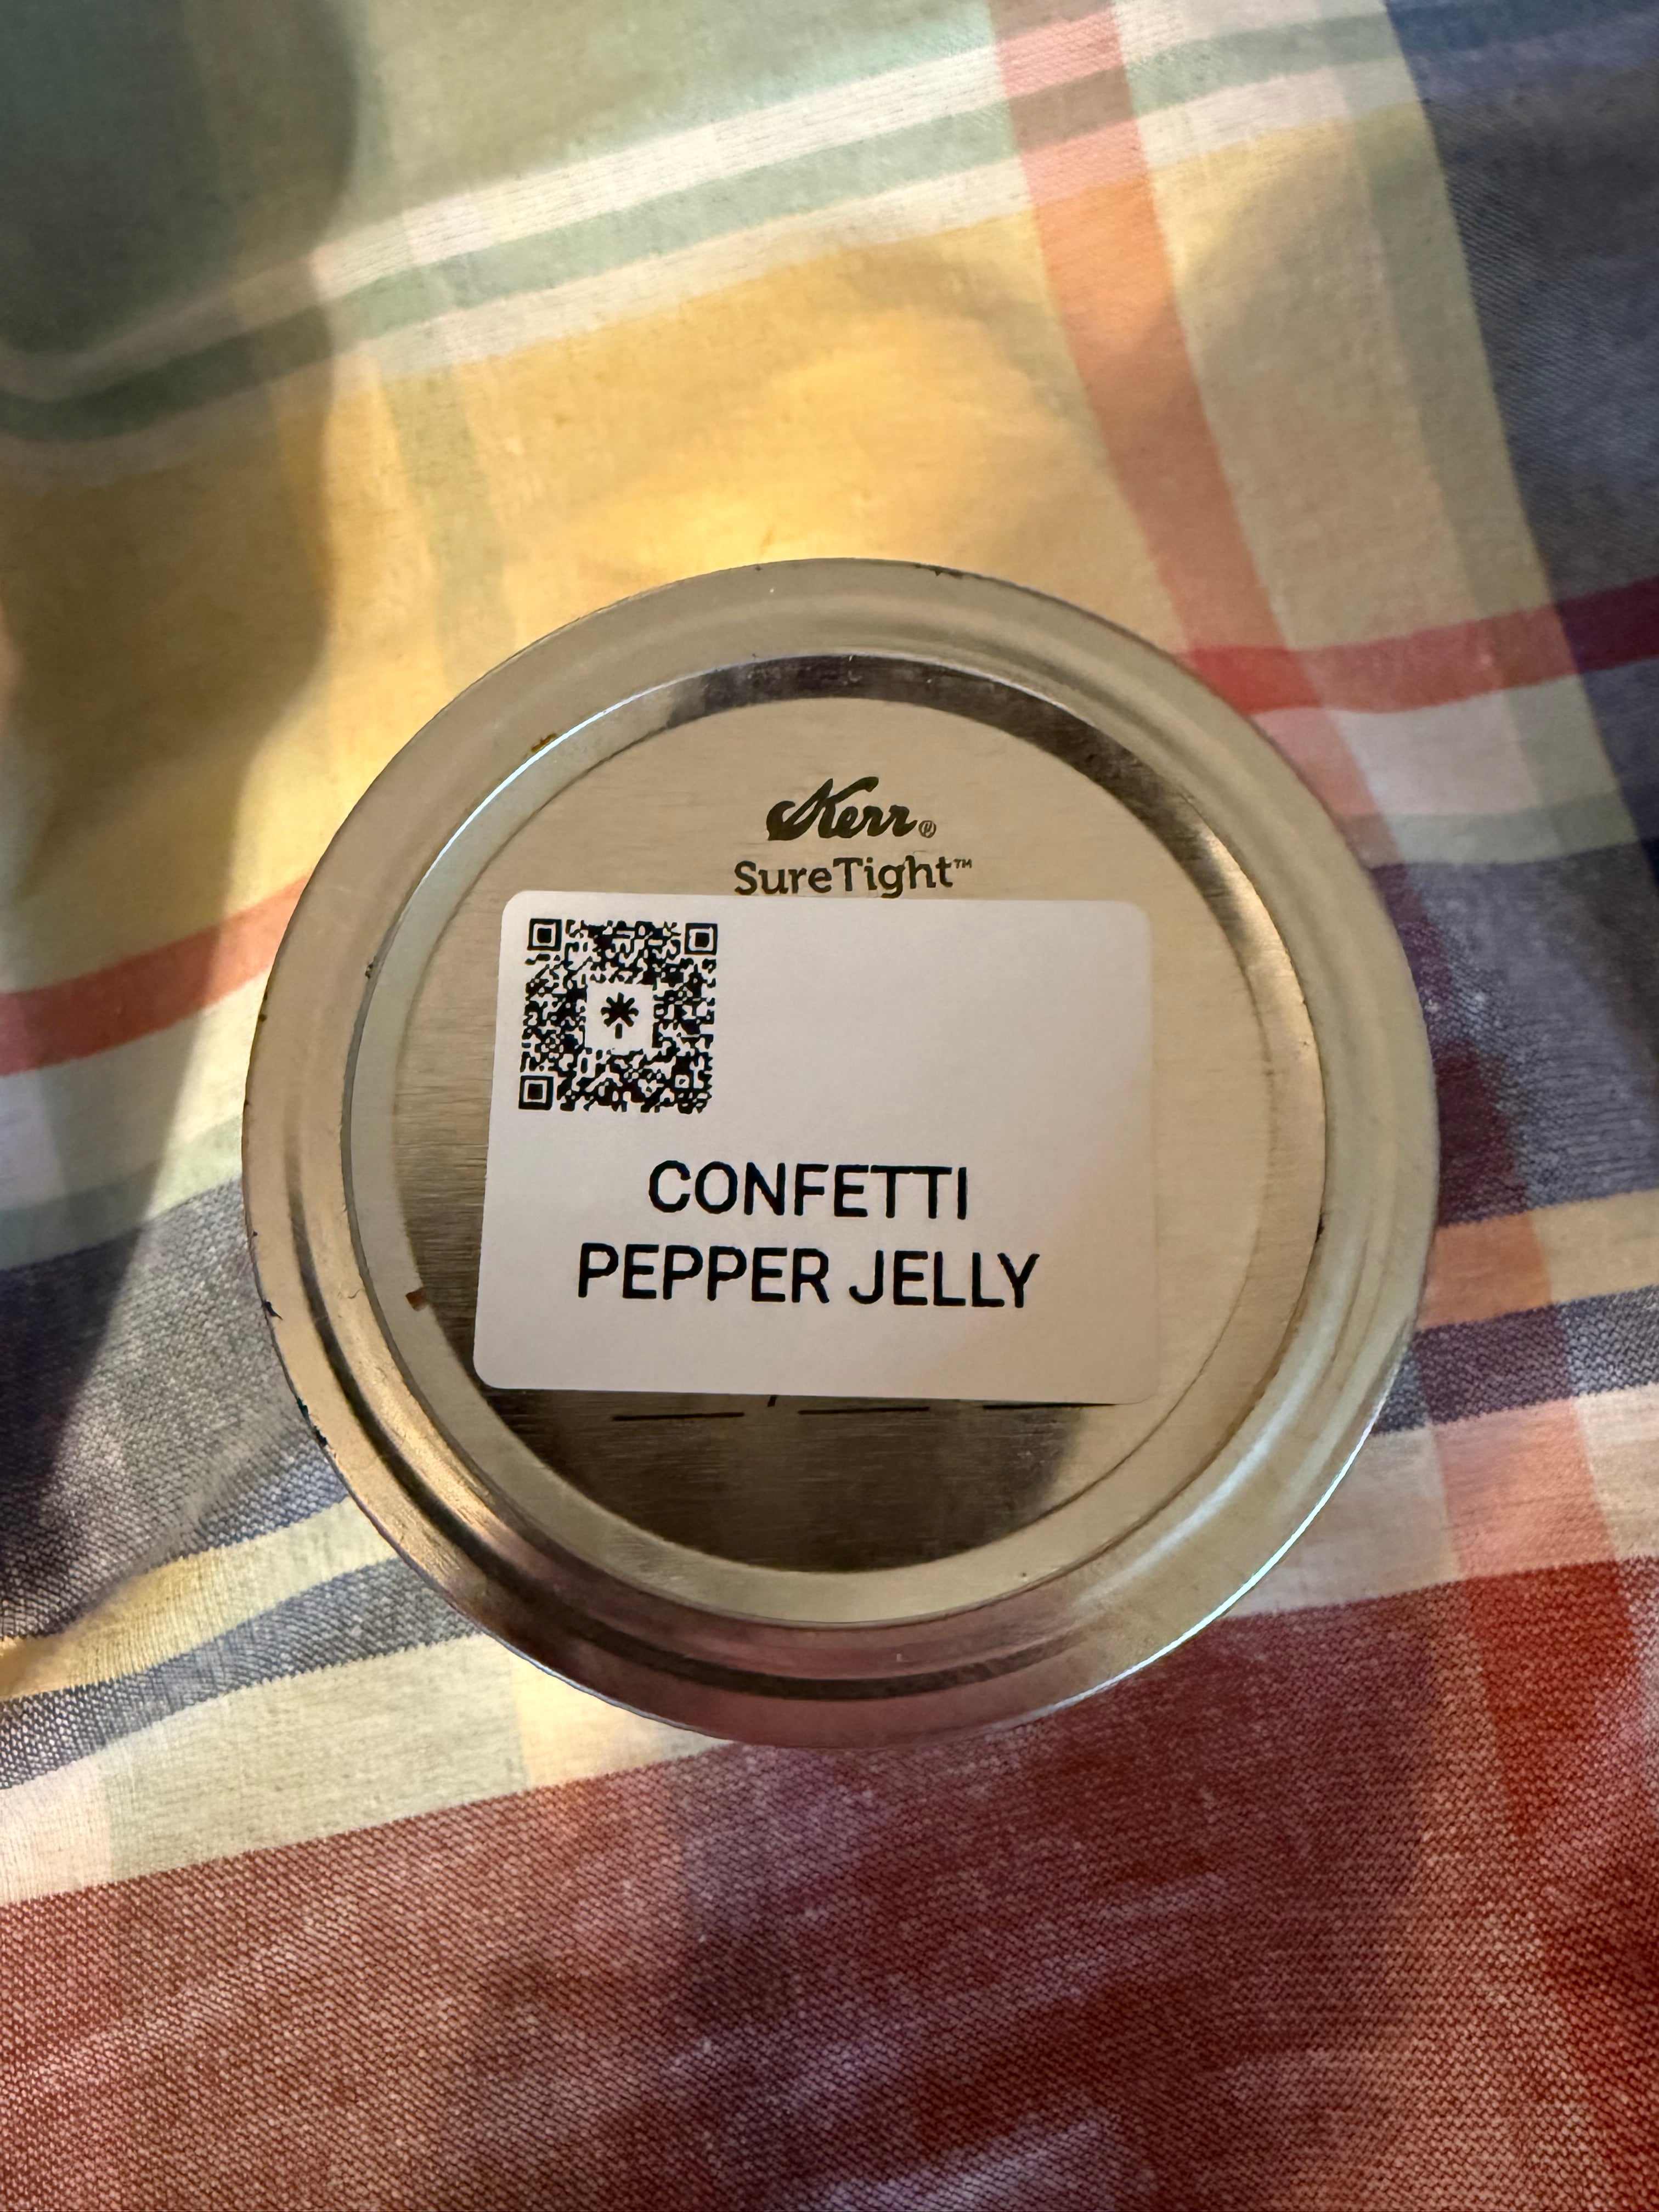 Kerr®
SureTight™
CONFETTI
PEPPER JELLY